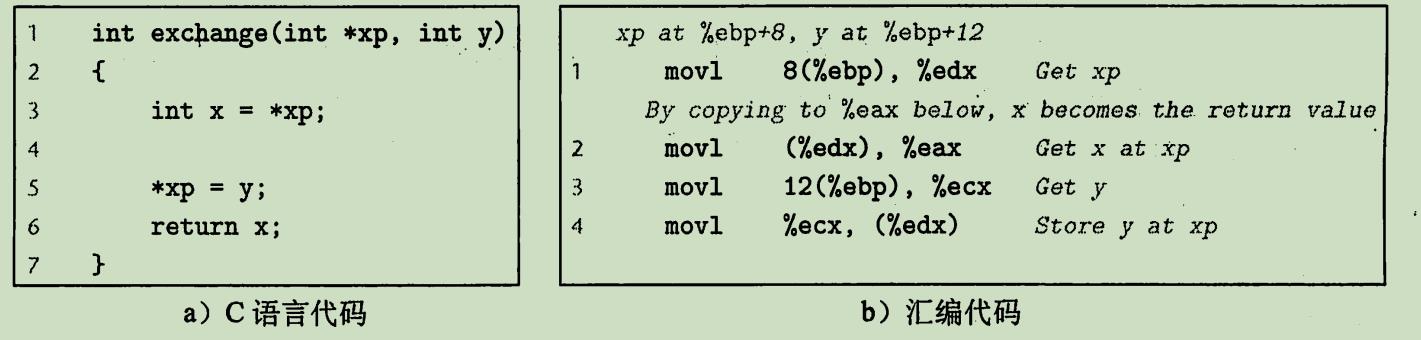 1 int exchange(int *xp, int y)
2 {
3 int x = *xp;
4
5 *xp = y;
6 return x;
7 }
a) C 语言代码
xp at %ebp+8, y at %ebp+12
1 movl 8(%ebp), %edx Get xp
By copying to %eax below, x becomes the return value
2 movl (%edx), %eax Get x at xp
3 movl 12(%ebp), %ecx Get y
4 movl %ecx, (%edx) Store y at xp
b) 汇编代码